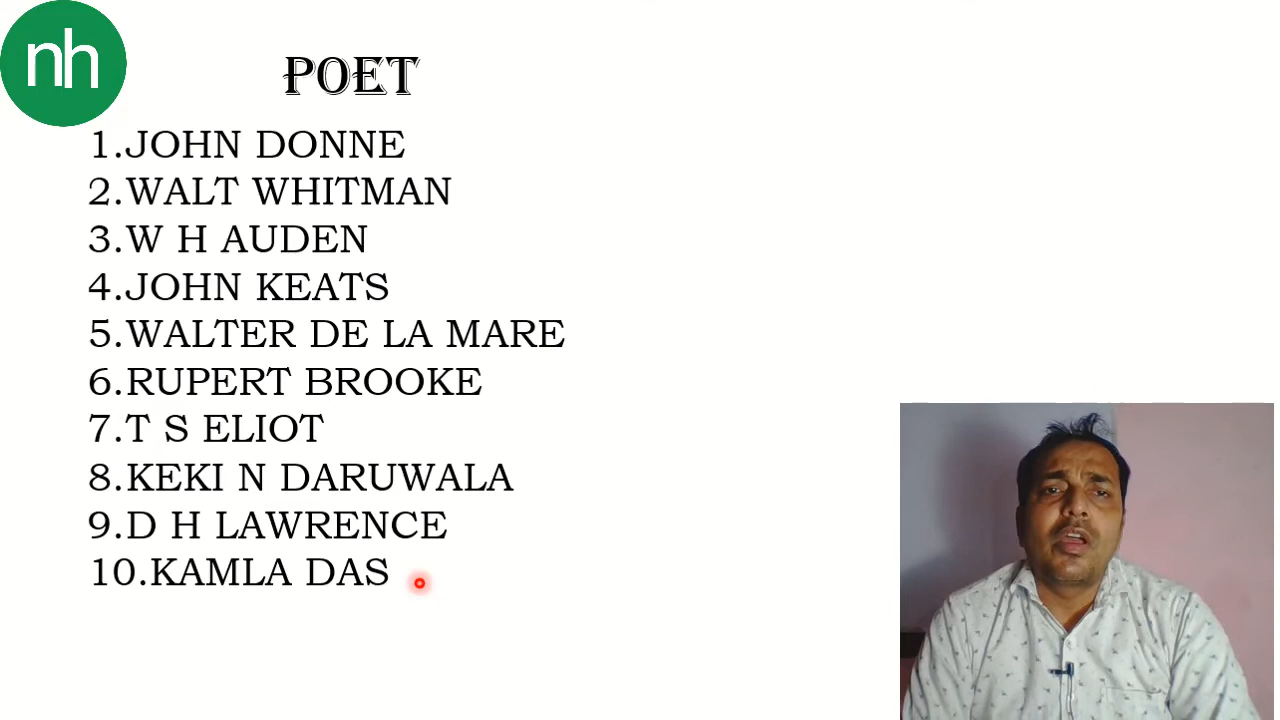 nh
POET
1.JOHN DONNE
2.WALT WHITMAN
3.W H AUDEN
4.JOHN KEATS
5.WALTER DE LA MARE
6.RUPERT BROOKE
7.T S ELIOT
8.KEKI N DARUWALA
9.D H LAWRENCE
10.KAMLA DAS